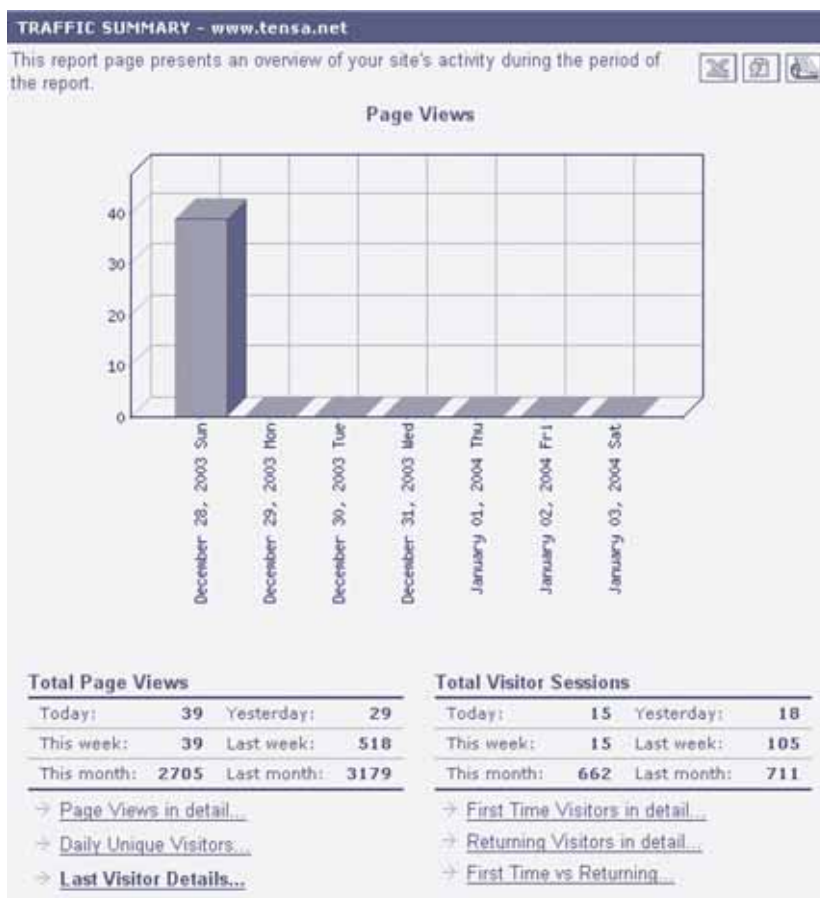 TRAFFIC SUMMARY - www.tensa.net
This report page presents an overview of your site's activity during the period of
the report.
Page Views
40
30
20
10
0
December 28, 2003 Sun
December 29, 2003 Mon
December 30, 2003 Tue
December 31, 2003 Wed
January 01, 2004 Thu
January 02, 2004 Fri
January 03, 2004 Sat
Total Page Views
Today: 39 Yesterday: 29
This week: 39 Last week: 518
This month: 2705 Last month: 3179
Page Views in detail...
Daily Unique Visitors...
Last Visitor Details...
Total Visitor Sessions
Today: 15 Yesterday: 18
This week: 15 Last week: 105
This month: 662 Last month: 711
First Time Visitors in detail...
Returning Visitors in detail...
First Time vs Returning...